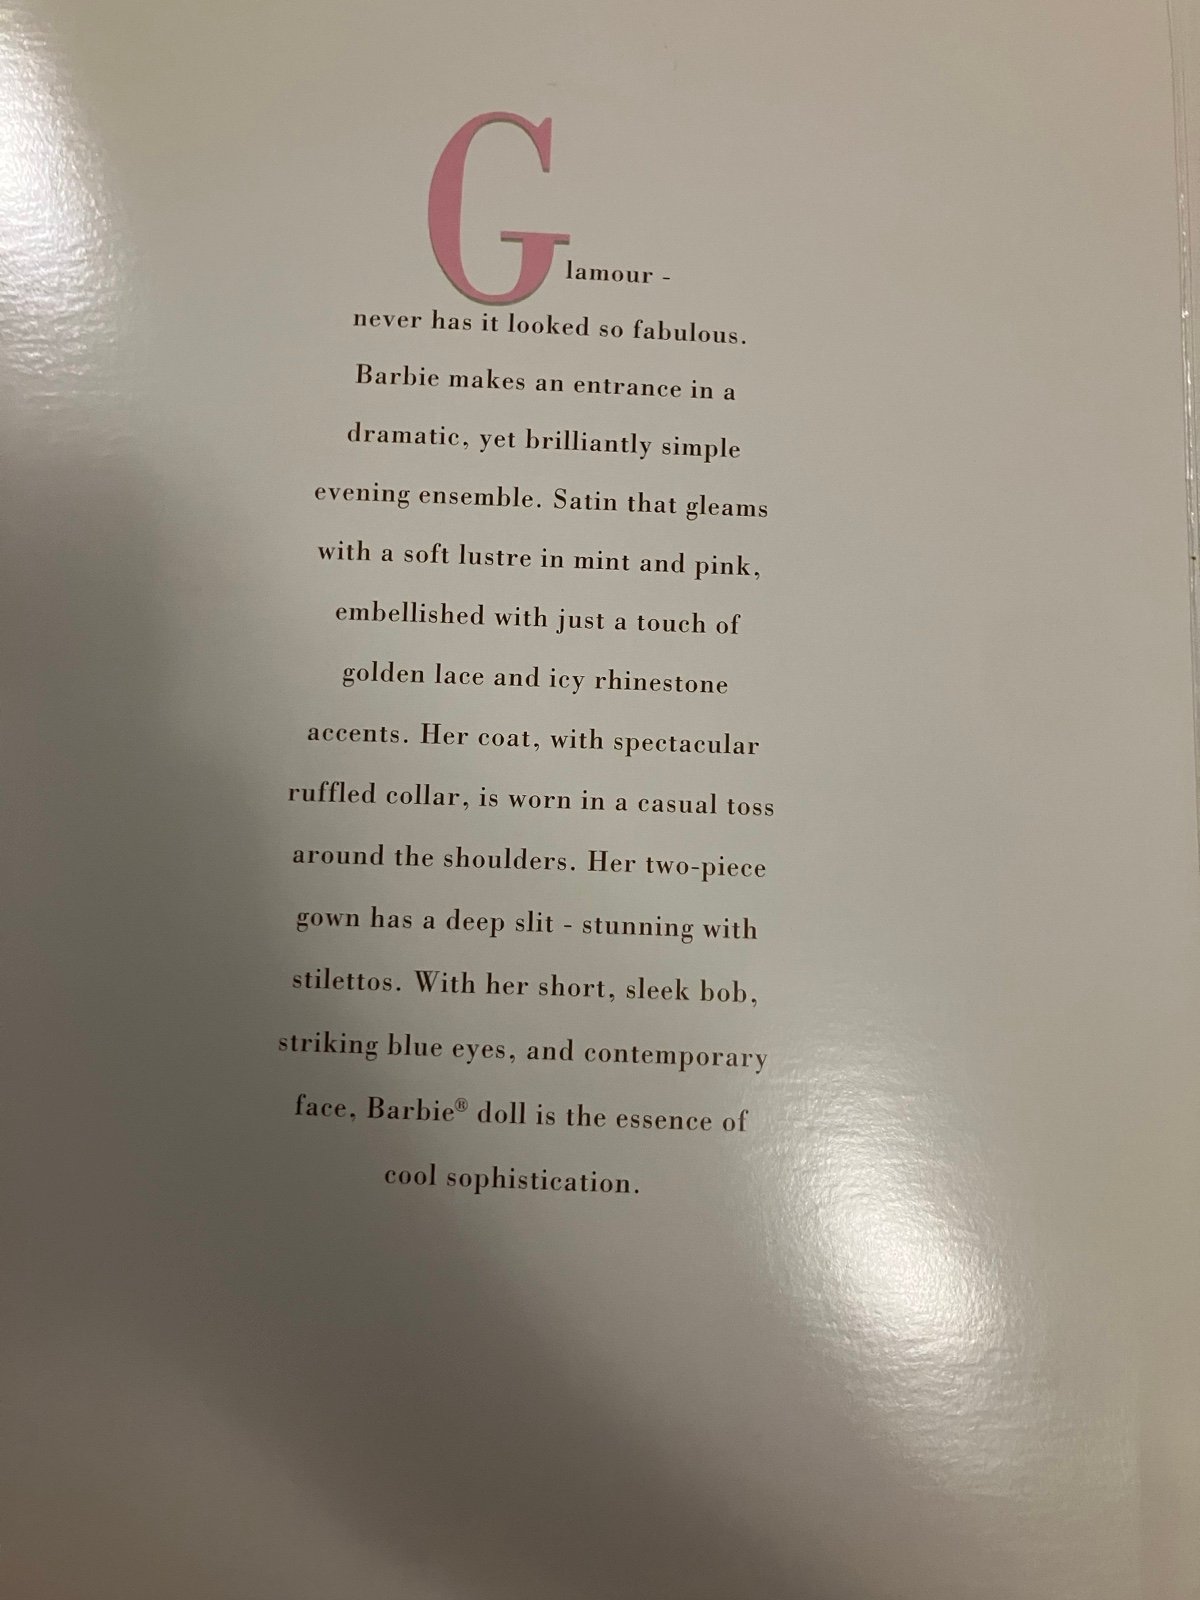 Glamour -
never has it looked so fabulous.
Barbie makes an entrance in a
dramatic, yet brilliantly simple
evening ensemble. Satin that gleams
with a soft lustre in mint and pink,
embellished with just a touch of
golden lace and icy rhinestone
accents. Her coat, with spectacular
ruffled collar, is worn in a casual toss
around the shoulders. Her two-piece
gown has a deep slit - stunning with
stilettos. With her short, sleek bob,
striking blue eyes, and contemporary
face, Barbie® doll is the essence of
cool sophistication.